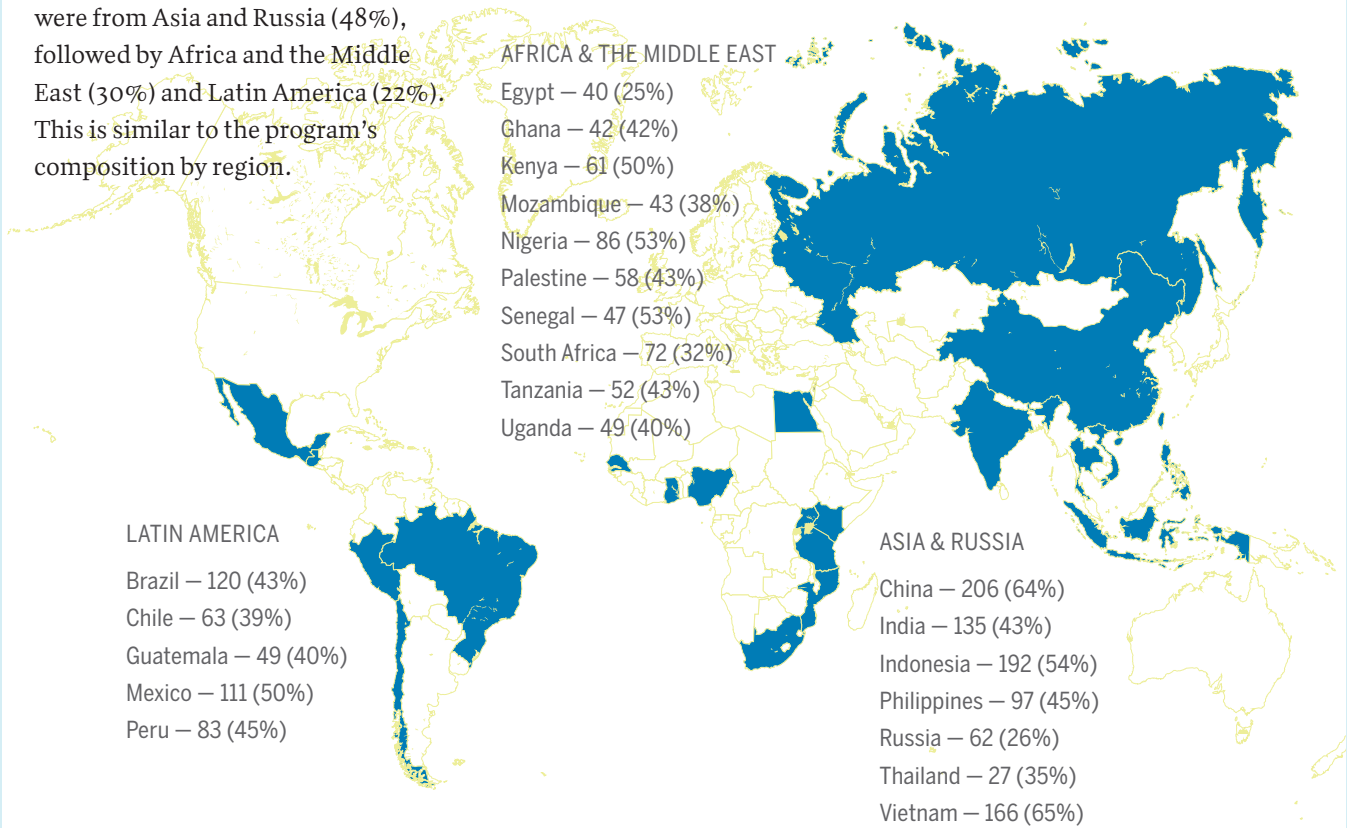 were from Asia and Russia (48%),
followed by Africa and the Middle
East (30%) and Latin America (22%).
This is similar to the program’s
composition by region.
AFRICA & THE MIDDLE EAST
Egypt — 40 (25%)
Ghana — 42 (42%)
Kenya — 61 (50%)
Mozambique — 43 (38%)
Nigeria — 86 (53%)
Palestine — 58 (43%)
Senegal — 47 (53%)
South Africa — 72 (32%)
Tanzania — 52 (43%)
Uganda — 49 (40%)
LATIN AMERICA
Brazil — 120 (43%)
Chile — 63 (39%)
Guatemala — 49 (40%)
Mexico — 111 (50%)
Peru — 83 (45%)
ASIA & RUSSIA
China — 206 (64%)
India — 135 (43%)
Indonesia — 192 (54%)
Philippines — 97 (45%)
Russia — 62 (26%)
Thailand — 27 (35%)
Vietnam — 166 (65%)